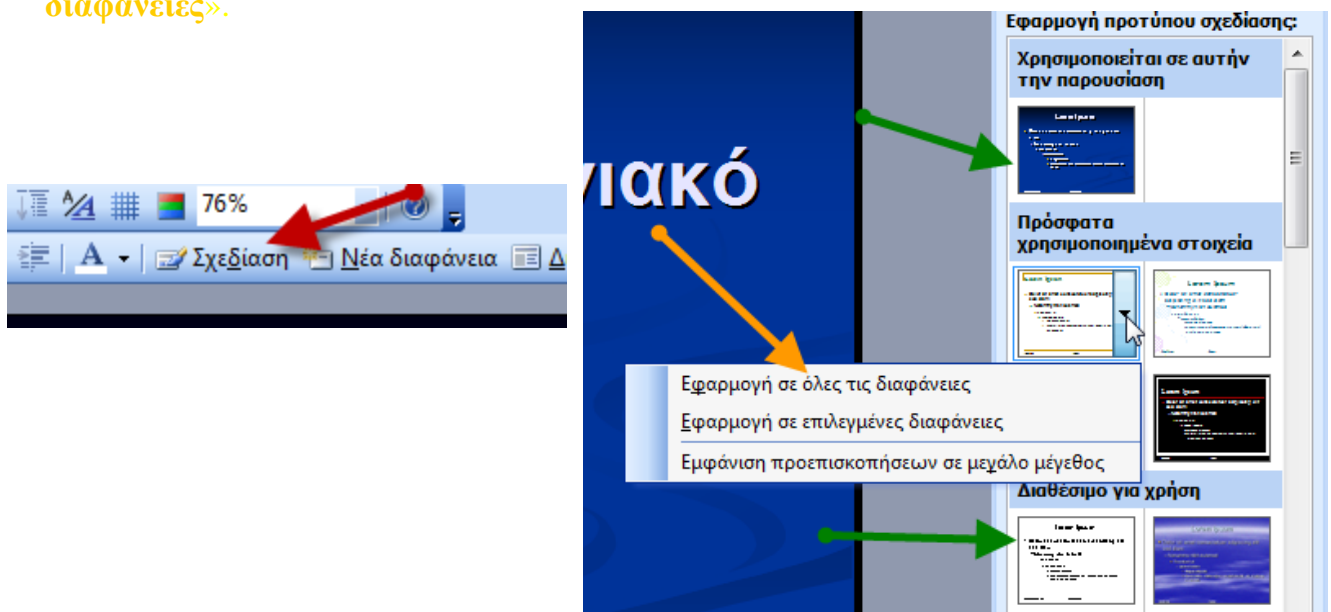 διαφάνειες».
76%
A Σχεδίαση Νέα διαφάνεια Δ
ιακό
Εφαρμογή προτύπου σχεδίασης:
Χρησιμοποιείται σε αυτήν
την παρουσίαση
Πρόσφατα
χρησιμοποιημένα στοιχεία
Εφαρμογή σε όλες τις διαφάνειες
Εφαρμογή σε επιλεγμένες διαφάνειες
Εμφάνιση προεπισκοπήσεων σε μεγάλο μέγεθος
Διαθέσιμο για χρήση